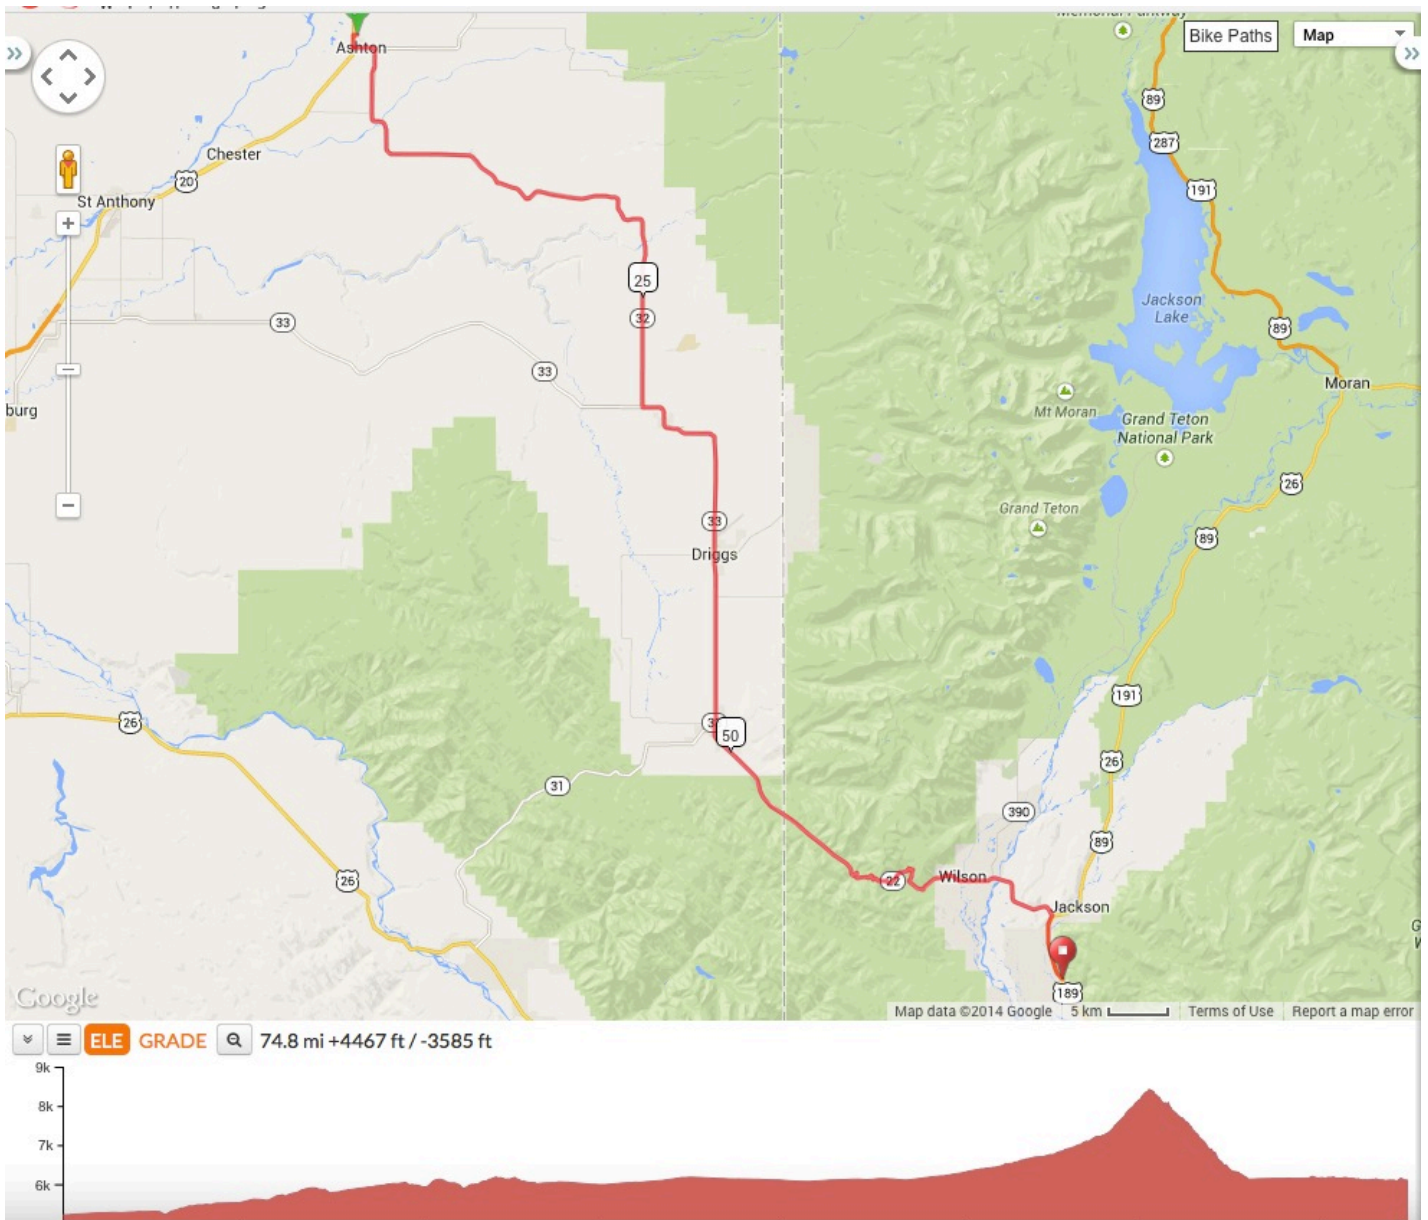 Bike Paths
Map
Ashton
89
287
Chester
20
191
St Anthony
25
Jackson
Lake
33
32
89
33
Moran
burg
Mt Moran
Grand Teton
National Park
26
Grand Teton
33
89
Driggs
191
26
50
26
31
390
89
26
22
Wilson
Jackson
189
Google
Map data ©2014 Google
5 km
Terms of Use
Report a map error
ELE
GRADE
74.8 mi +4467 ft / -3585 ft
9k
8k
7k
6k